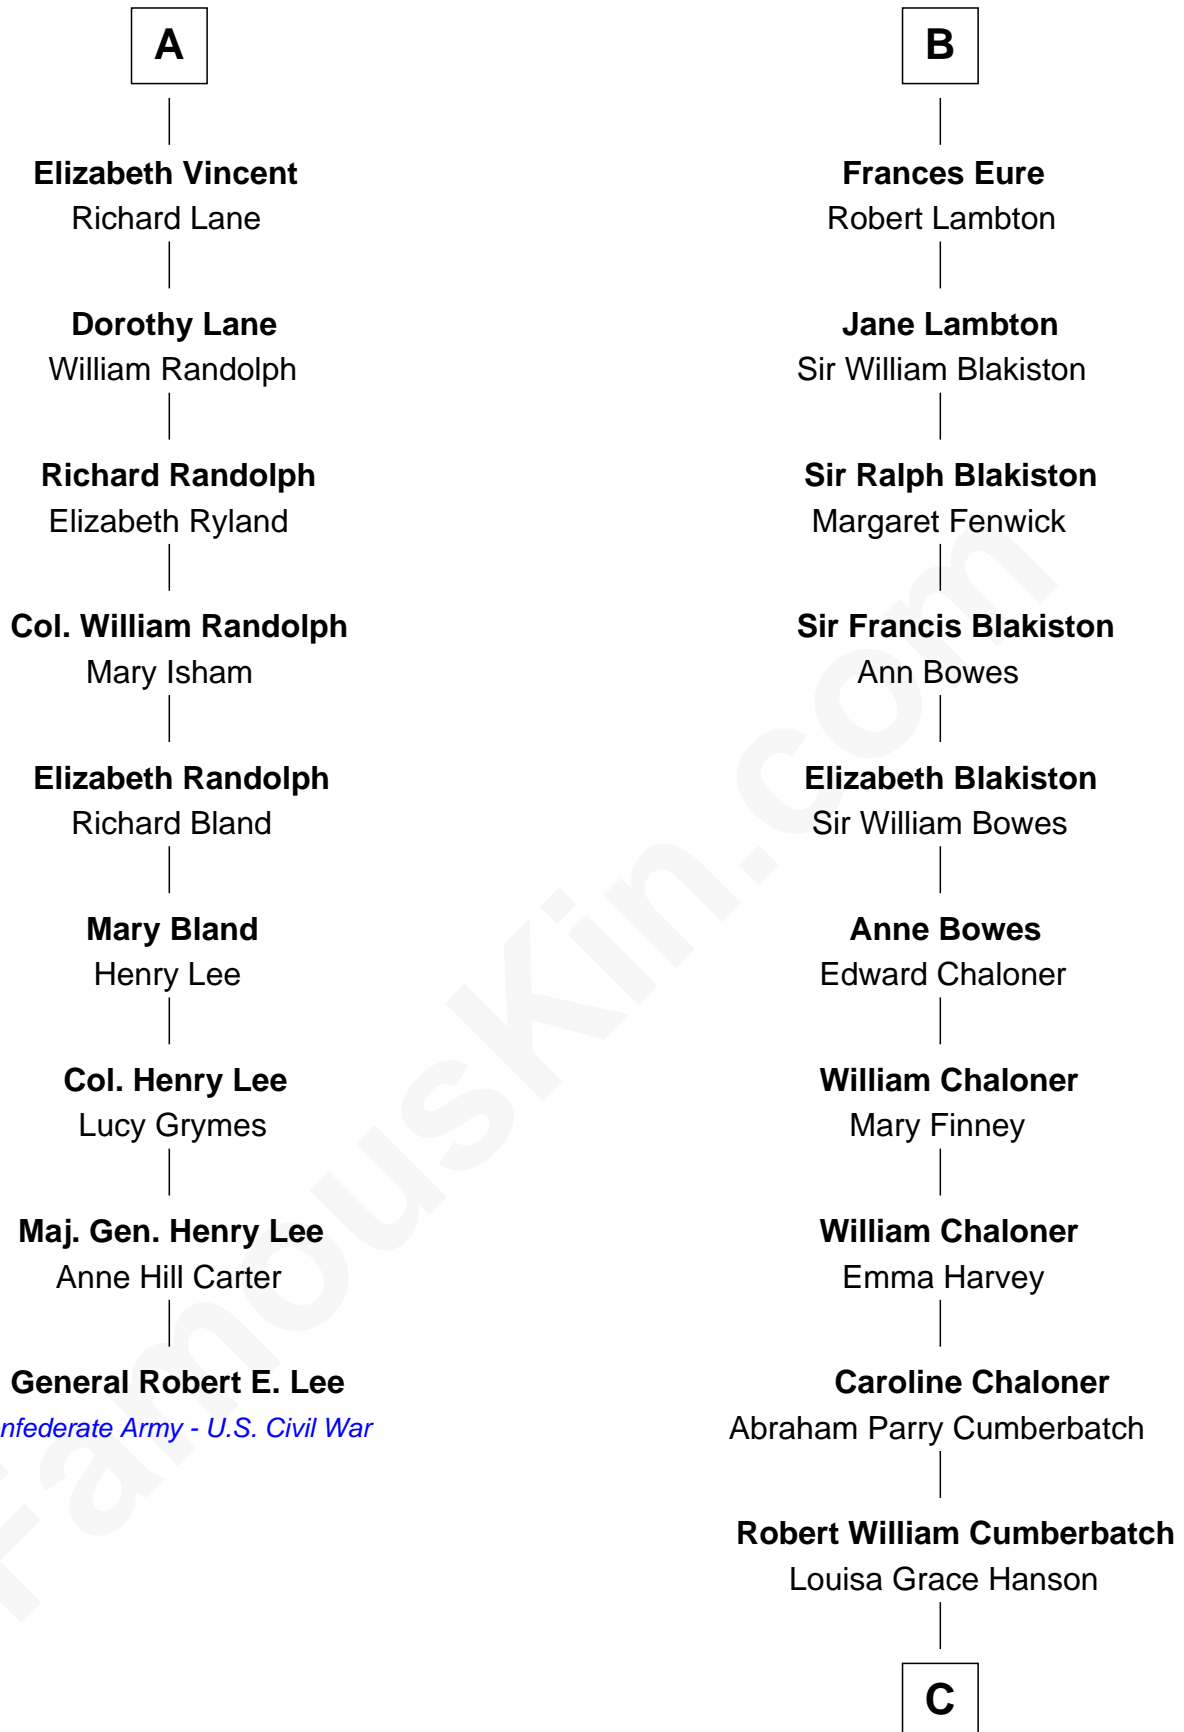 A
Elizabeth Vincent
Richard Lane
Dorothy Lane
William Randolph
Richard Randolph
Elizabeth Ryland
Col. William Randolph
Mary Isham
Elizabeth Randolph
Richard Bland
Mary Bland
Henry Lee
Col. Henry Lee
Lucy Grymes
Maj. Gen. Henry Lee
Anne Hill Carter
General Robert E. Lee
nfederate Army - U.S. Civil War
B
Frances Eure
Robert Lambton
Jane Lambton
Sir William Blakiston
Sir Ralph Blakiston
Margaret Fenwick
Sir Francis Blakiston
Ann Bowes
Elizabeth Blakiston
Sir William Bowes
Anne Bowes
Edward Chaloner
William Chaloner
Mary Finney
William Chaloner
Emma Harvey
Caroline Chaloner
Abraham Parry Cumberbatch
Robert William Cumberbatch
Louisa Grace Hanson
C
FamousKin.com